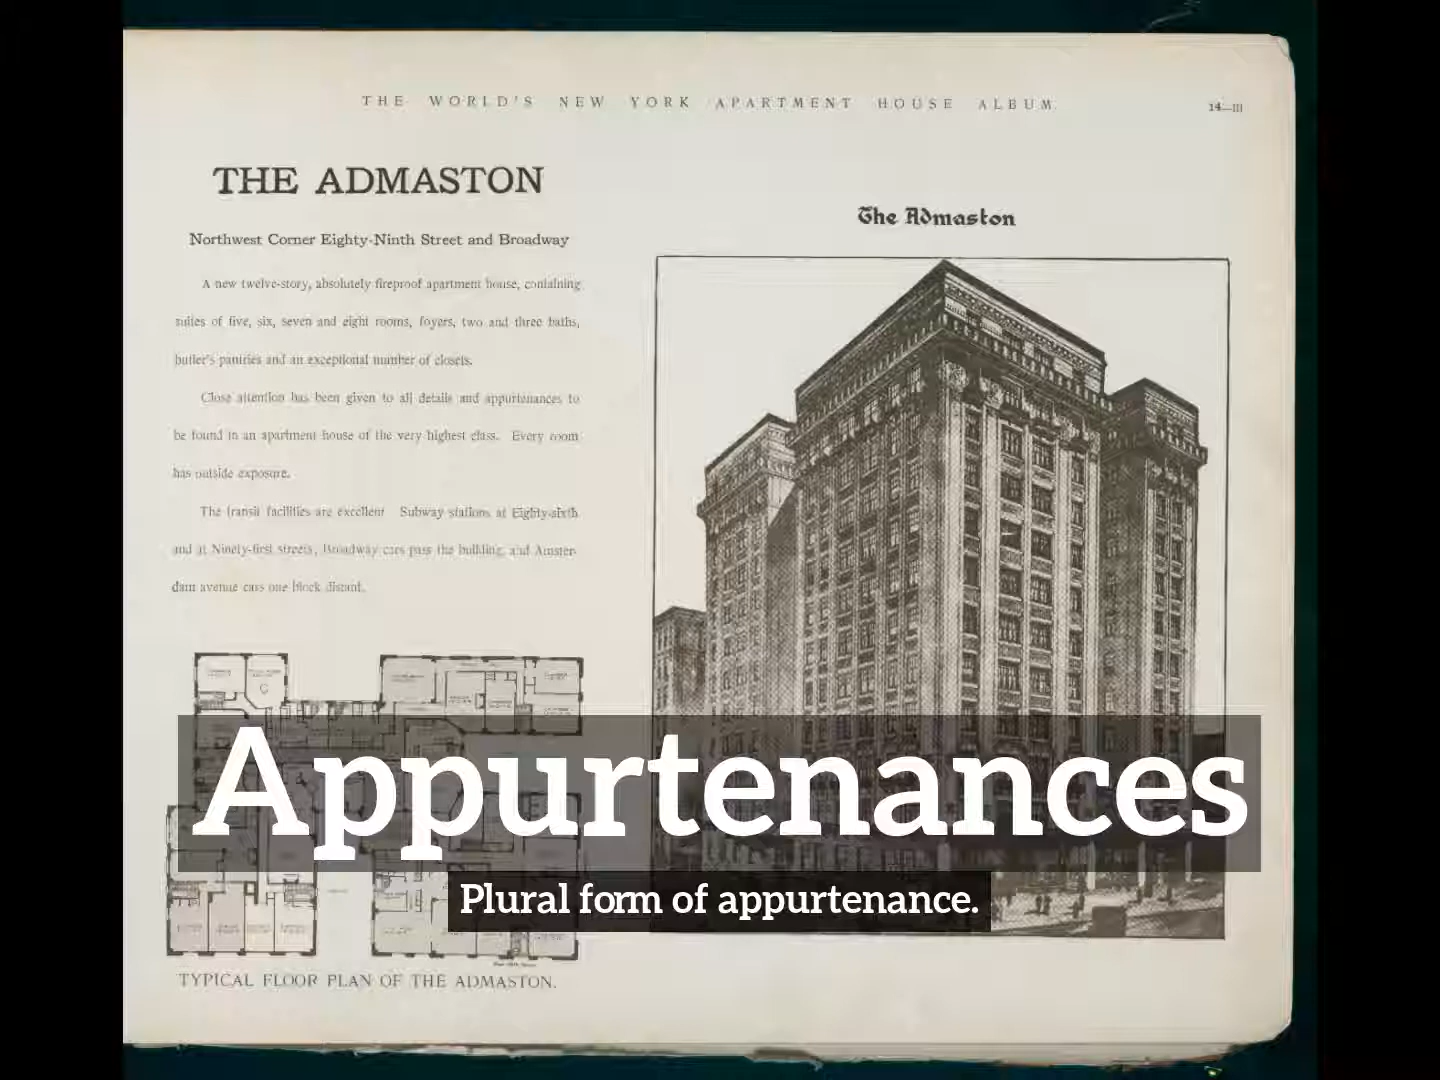 THE WORLD'S NEW YORK APARTMENT HOUSE ALBUM
14—III
THE ADMASTON
Northwest Corner Eighty-Ninth Street and Broadway
A new twelve-story, absolutely fireproof apartment house, containing
suites of five, six, seven and eight rooms, foyers, two and three baths,
butler's pantries and an exceptional number of closets.
Close attention has been given to all details and appurtenances to
be found in an apartment house of the very highest class. Every room
has outside exposure.
The transit facilities are excellent Subway stations at Eighty-sixth
and at Ninety-first streets, Broadway cars pass the building, and Amster-
dam avenue cars one block distant.
The Admaston
Appurtenances
Plural form of appurtenance.
TYPICAL FLOOR PLAN OF THE ADMASTON.